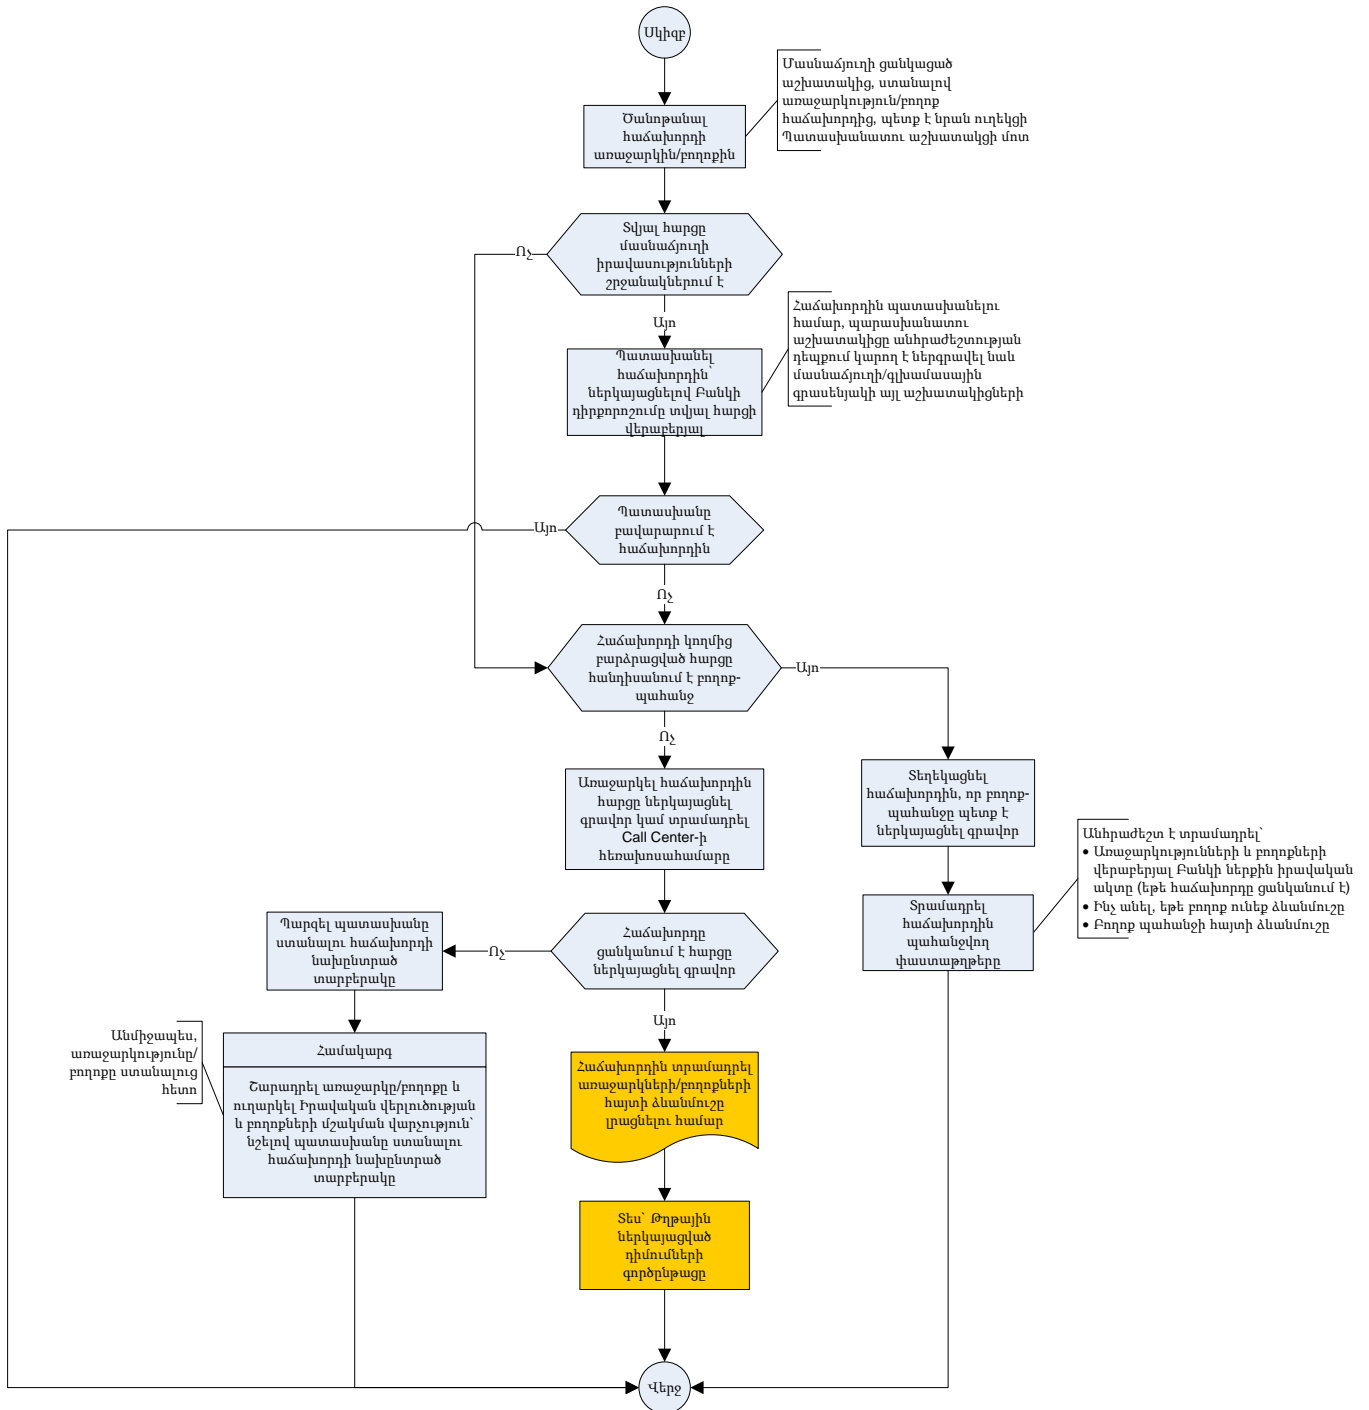 Սկիզբ
Մասնաճյուղի ցանկացած
աշխատակից, ստանալով
առաջարկություն/բողոք
հաճախորդից, պետք է նրան ուղեկցի
Պատասխանատու աշխատակցի մոտ
Ծանոթանալ
հաճախորդի
առաջարկին/բողոքին
Տվյալ հարցը
մասնաճյուղի
իրավասությունների
շրջանակներում է
Ոչ
Այո
Հաճախորդին պատասխանելու
համար, պարասխանատու
աշխատակիցը անհրաժեշտության
դեպքում կարող է ներգրավել նաև
մասնաճյուղի/գլխամասային
գրասենյակի այլ աշխատակիցների
Պատասխանել
հաճախորդին`
ներկայացնելով Բանկի
դիրքորոշումը տվյալ հարցի
վերաբերյալ
Պատասխանը
բավարարում է
հաճախորդին
Այո
Ոչ
Հաճախորդի կողմից
բարձրացված հարցը
հանդիսանում է բողոք-
պահանջ
Այո
Ոչ
Առաջարկել հաճախորդին
հարցը ներկայացնել
գրավոր կամ տրամադրել
Call Center-ի
հեռախոսահամարը
Տեղեկացնել
հաճախորդին, որ բողոք-
պահանջը պետք է
ներկայացնել գրավոր
Անհրաժեշտ է տրամադրել`
• Առաջարկությունների և բողոքների
վերաբերյալ Բանկի ներքին իրավական
ակտը (եթե հաճախորդը ցանկանում է)
• Ինչ անել, եթե բողոք ունեք ձևանմուշը
• Բողոք պահանջի հայտի ձևանմուշը
Տրամադրել
հաճախորդին
պահանջվող
փաստաթղթերը
Հաճախորդը
ցանկանում է հարցը
ներկայացնել գրավոր
Ոչ
Այո
Պարզել պատասխանը
ստանալու հաճախորդի
նախընտրած
տարբերակը
Անմիջապես,
առաջարկությունը/
բողոքը ստանալուց
հետո
Համակարգ
Շարադրել առաջարկը/բողոքը և
ուղարկել Իրավական վերլուծության
և բողոքների մշակման վարչություն`
նշելով պատասխանը ստանալու
հաճախորդի նախընտրած
տարբերակը
Հաճախորդին տրամադրել
առաջարկների/բողոքների
հայտի ձևանմուշը
լրացնելու համար
Տես` Թղթային
ներկայացված
դիմումների
գործընթացը
Վերջ